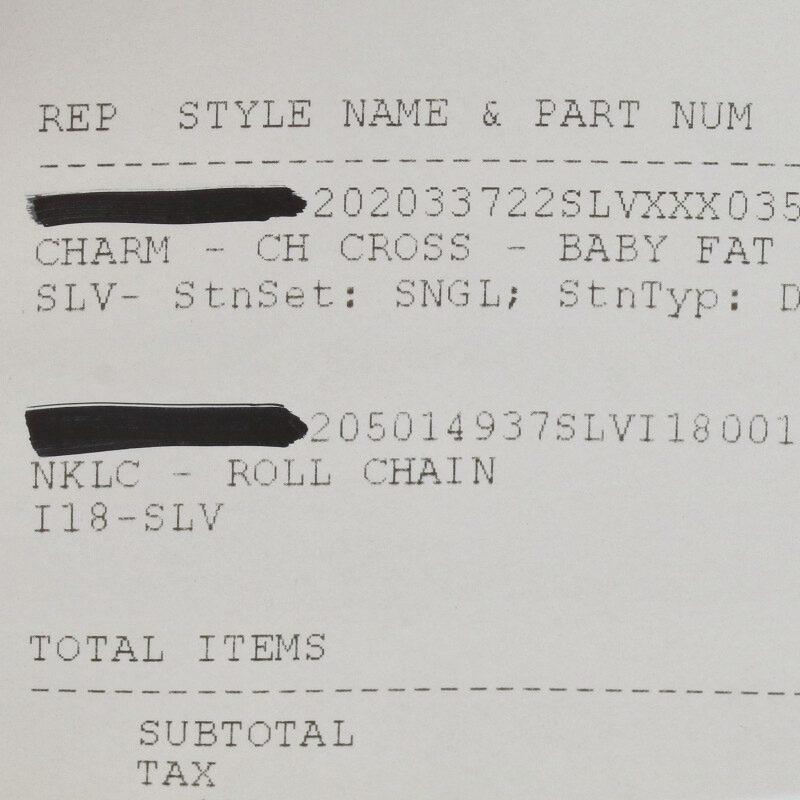 REP STYLE NAME & PART NUM
--------------------------------
202033722SLVXXX035
CHARM - CH CROSS - BABY FAT
SLV- StnSet: SNGL; StnTyp: D
205014937SLVI18001
NKLC - ROLL CHAIN
I18-SLV
TOTAL ITEMS
--------------------------------
SUBTOTAL
TAX